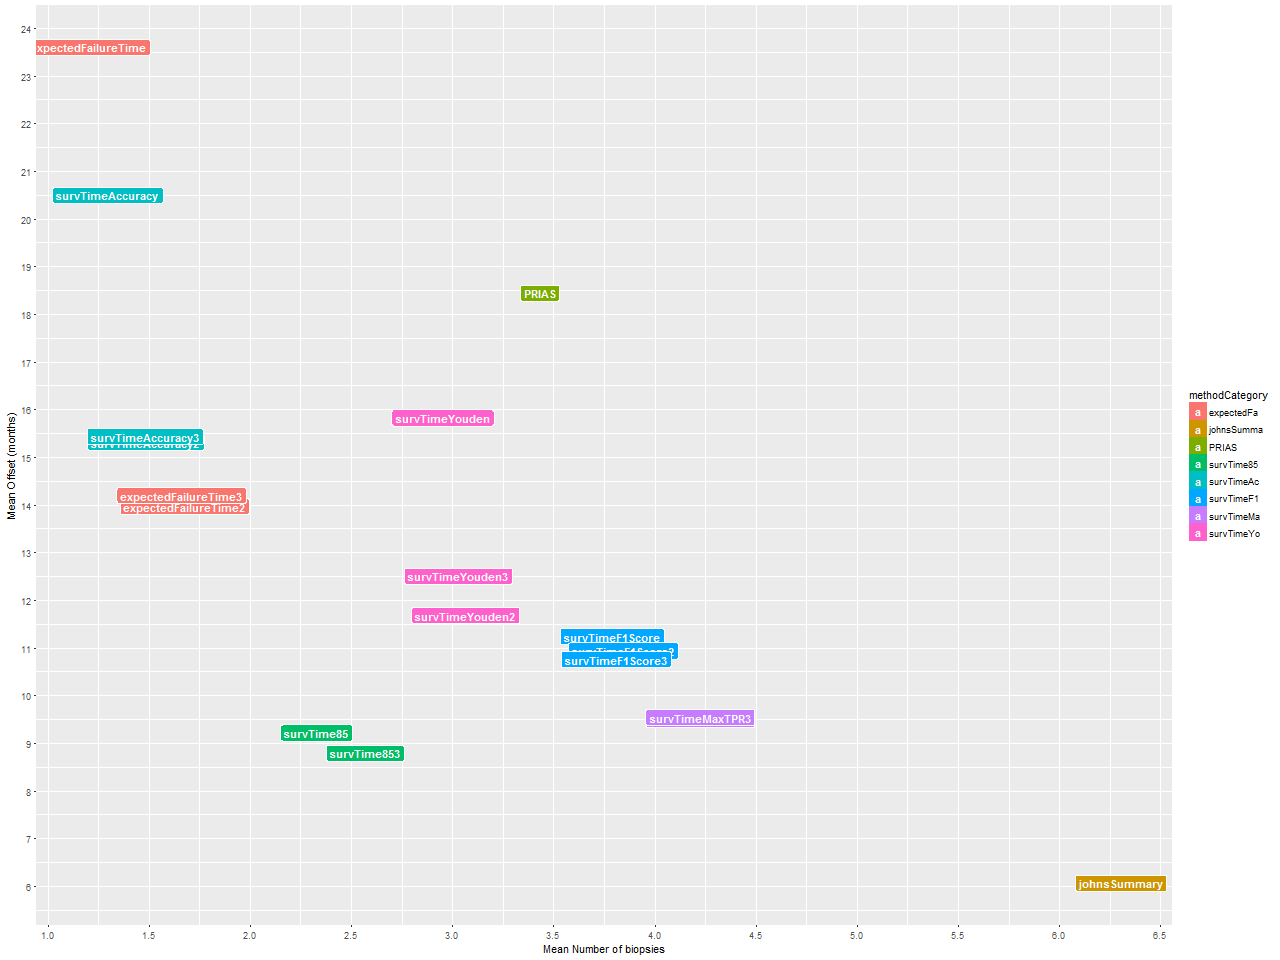 24
xpectedFailureTime
23
22
21
survTimeAccuracy
20
19
PRIAS
18
17
16
survTimeYouden
survTimeAccuracy3
survTimeAccuracy2
15
expectedFailureTime3
expectedFailureTime2
14
13
survTimeYouden3
12
survTimeYouden2
survTimeF1Score
survTimeF1Score2
survTimeF1Score3
11
10
survTimeMaxTPR3
9
survTime85
survTime853
8
7
6
johnsSummary
Mean Offset (months)
1.0 1.5 2.0 2.5 3.0 3.5 4.0 4.5 5.0 5.5 6.0 6.5
Mean Number of biopsies
methodCategory
a expectedFa
a johnsSumma
a PRIAS
a survTime85
a survTimeAc
a survTimeF1
a survTimeMa
a survTimeYo